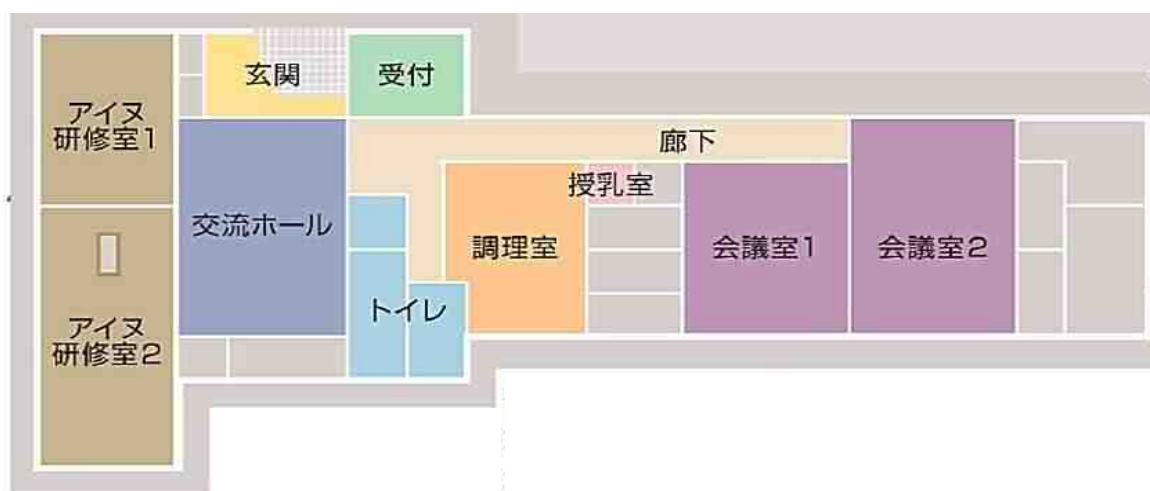 玄関
受付
アイヌ
研修室1
廊下
授乳室
交流ホール
調理室
会議室1
会議室2
トイレ
アイヌ
研修室2